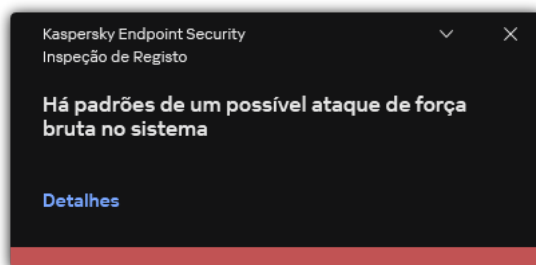 Kaspersky Endpoint Security
Inspeção de Registo
Há padrões de um possível ataque de força
bruta no sistema
Detalhes